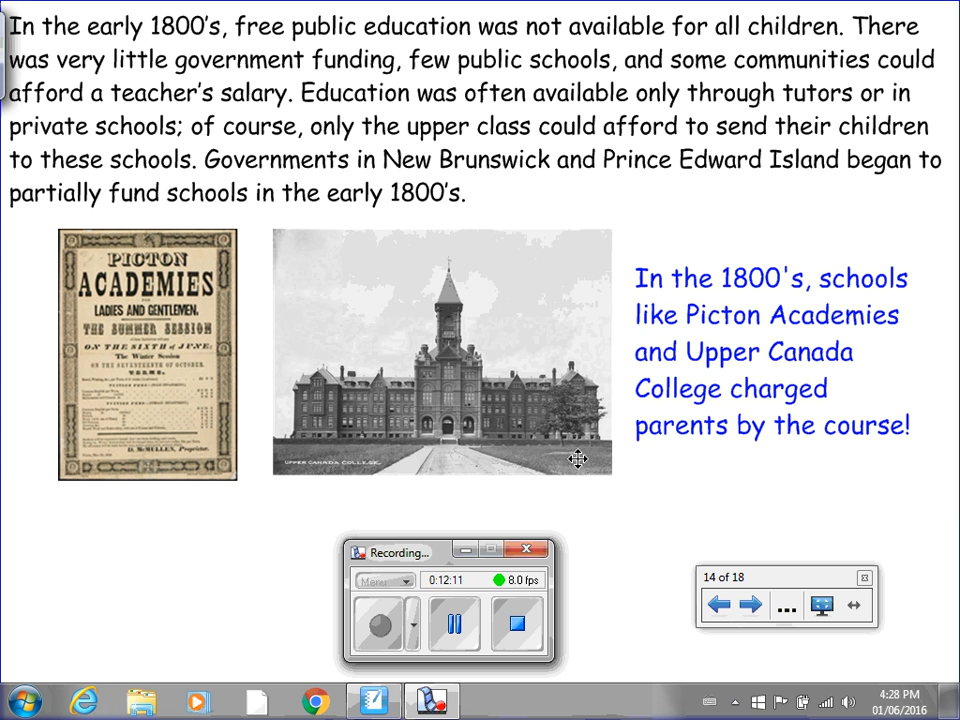 In the early 1800's, free public education was not available for all children. There
was very little government funding, few public schools, and some communities could
afford a teacher's salary. Education was often available only through tutors or in
private schools; of course, only the upper class could afford to send their children
to these schools. Governments in New Brunswick and Prince Edward Island began to
partially fund schools in the early 1800's.
PICTON
ACADEMIES
LADIES AND GENTLEMEN.
THE SUMMER SESSION
ON THE SIXTH of JUNE;
The Winter Session
ON THE SEVENTEENTH OF OCTOBER.
TERMS.
D. McMULLEN, Proprietor.
UPPER CANADA COLLEGE.
In the 1800's, schools
like Picton Academies
and Upper Canada
College charged
parents by the course!
Recording...
Menu
0:12:11
8.0 fps
14 of 18
4:28 PM
01/06/2016